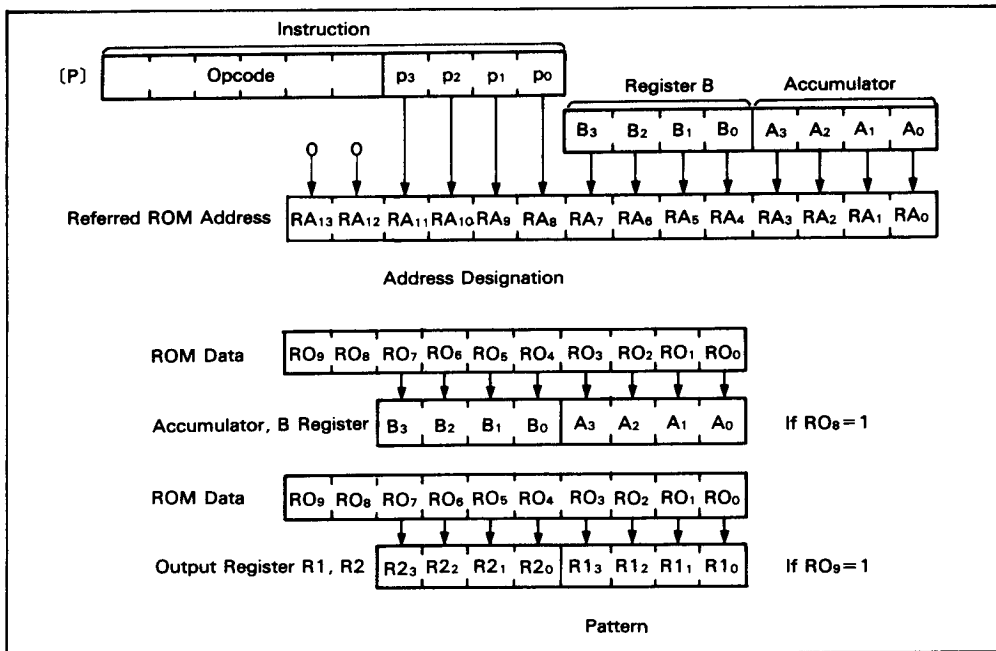 Instruction
[P] Opcode p₃ p₂ p₁ p₀
Register B Accumulator
B₃ B₂ B₁ B₀ A₃ A₂ A₁ A₀
0 0
Referred ROM Address RA₁₃ RA₁₂ RA₁₁ RA₁₀ RA₉ RA₈ RA₇ RA₆ RA₅ RA₄ RA₃ RA₂ RA₁ RA₀
Address Designation
ROM Data RO₉ RO₈ RO₇ RO₆ RO₅ RO₄ RO₃ RO₂ RO₁ RO₀
Accumulator, B Register B₃ B₂ B₁ B₀ A₃ A₂ A₁ A₀ If RO₈=1
ROM Data RO₉ RO₈ RO₇ RO₆ RO₅ RO₄ RO₃ RO₂ RO₁ RO₀
Output Register R1, R2 R2₃ R2₂ R2₁ R2₀ R1₃ R1₂ R1₁ R1₀ If RO₉=1
Pattern